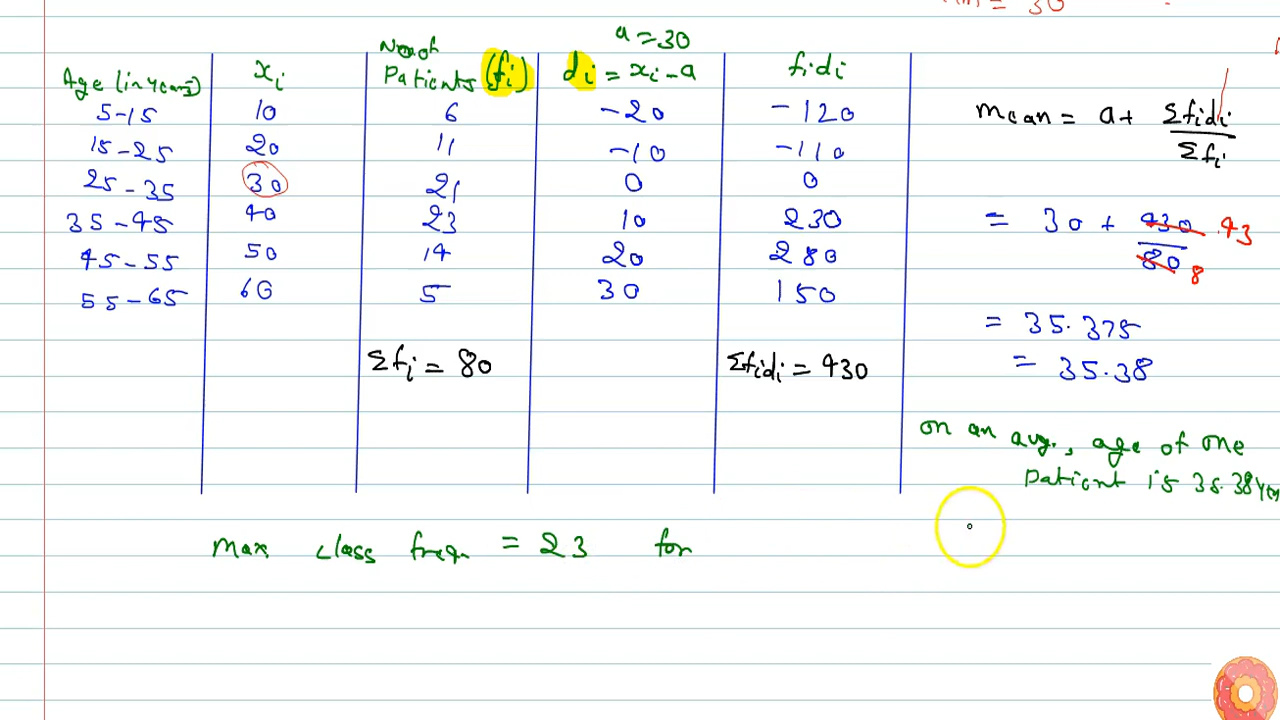 = 30
a = 30
Age (in years) xi No of Patients (fi) di = xi - a fidi
5-15 10 6 -20 -120
15-25 20 11 -10 -110
25-35 30 21 0 0
35-45 40 23 10 230
45-55 50 14 20 280
55-65 60 5 30 150
Σfi = 80 Σfidi = 430
mean = a + Σfidi / Σfi
= 30 + 430 / 80 43 8
= 35.375
= 35.38
on an avg., age of one
patient is 35.38 yrs
max class freq = 23 for